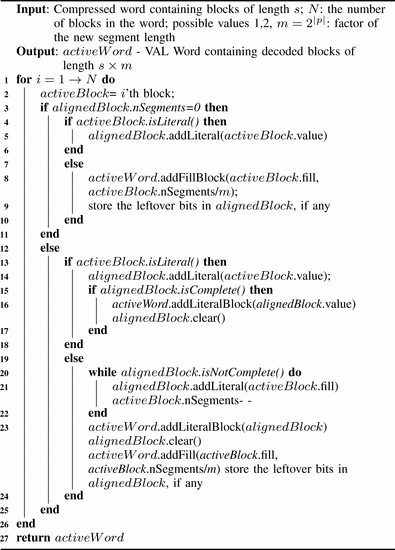 Input: Compressed word containing blocks of length s; N: the
number of blocks in the word; possible values 1,2, m = 2^|p|: factor of
the new segment length
Output: activeWord - VAL Word containing decoded blocks of
length s × m
1 for i = 1 → N do
2 activeBlock= i'th block;
3 if alignedBlock.nSegments=0 then
4 if activeBlock.isLiteral() then
5 alignedBlock.addLiteral(activeBlock.value)
6 end
7 else
8 activeWord.addFillBlock(activeBlock.fill,
activeBlock.nSegments/m);
9 store the leftover bits in alignedBlock, if any
10 end
11 end
12 else
13 if activeBlock.isLiteral() then
14 alignedBlock.addLiteral(activeBlock.value);
15 if alignedBlock.isComplete() then
16 activeWord.addLiteralBlock(alignedBlock.value)
alignedBlock.clear()
17 end
18 end
19 else
20 while alignedBlock.isNotComplete() do
21 alignedBlock.addLiteral(activeBlock.fill)
activeBlock.nSegments- -
22 end
23 activeWord.addLiteralBlock(alignedBlock)
alignedBlock.clear()
activeWord.addFill(activeBlock.fill,
activeBlock.nSegments/m) store the leftover bits in
alignedBlock, if any
24 end
25 end
26 end
27 return activeWord